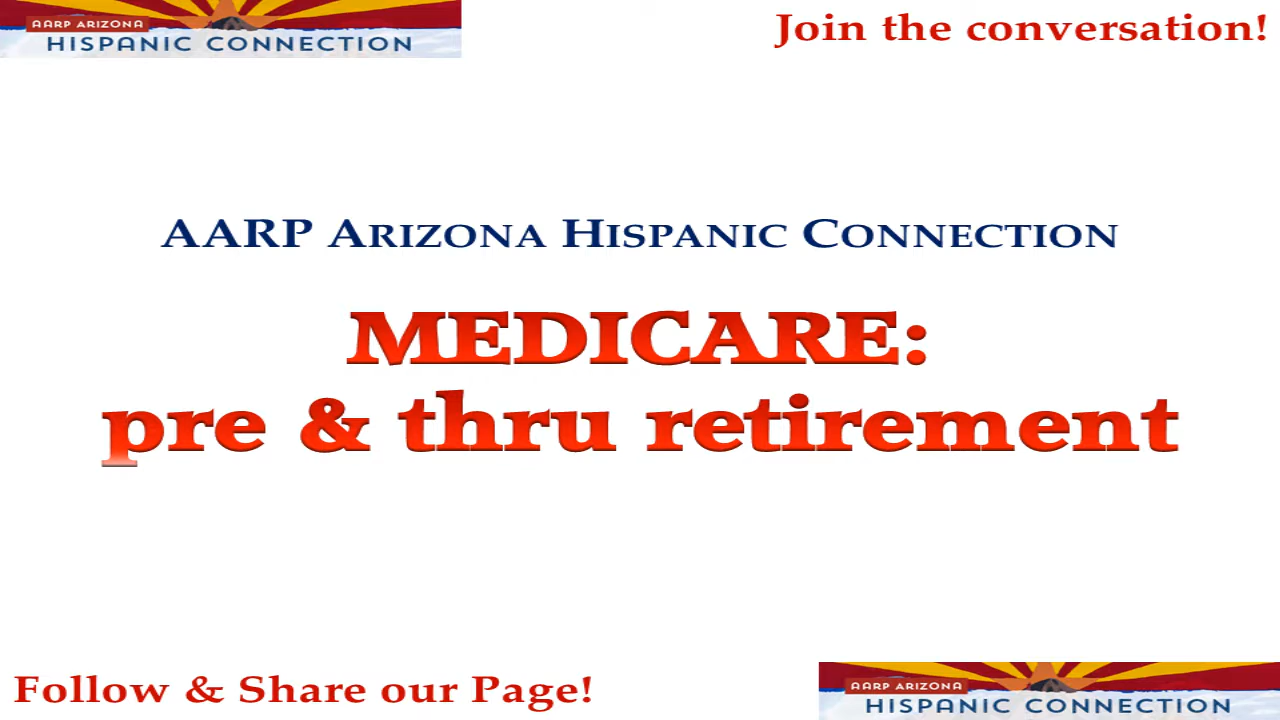 AARP ARIZONA
HISPANIC CONNECTION
Join the conversation!
AARP ARIZONA HISPANIC CONNECTION
MEDICARE:
pre & thru retirement
Follow & Share our Page!
AARP ARIZONA
HISPANIC CONNECTION